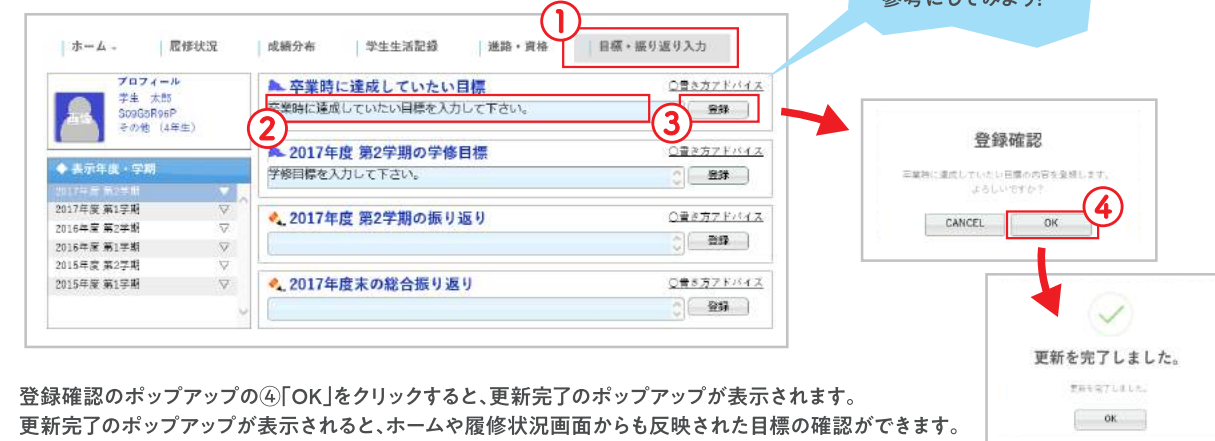 参考にしてみよう!
①
ホーム 履修状況 成績分布 学生生活記録 進路・資格 目標・振り返り入力
プロフィール
学生 太郎
S09G5R96P
その他 (4年生)
画像
◆ 表示年度・学期
2017年度 第2学期
2017年度 第1学期
2016年度 第2学期
2016年度 第1学期
2015年度 第2学期
2015年度 第1学期
卒業時に達成していたい目標
○書き方アドバイス
②
卒業時に達成していたい目標を入力して下さい。
③
登録
2017年度 第2学期の学修目標
○書き方アドバイス
学修目標を入力して下さい。
登録
2017年度 第2学期の振り返り
○書き方アドバイス
登録
2017年度末の総合振り返り
○書き方アドバイス
登録
登録確認
卒業時に達成していたい目標の内容を登録します。
よろしいですか?
④
CANCEL OK
更新を完了しました。
更新を完了しました。
OK
登録確認のポップアップの④「OK」をクリックすると、更新完了のポップアップが表示されます。
更新完了のポップアップが表示されると、ホームや履修状況画面からも反映された目標の確認ができます。